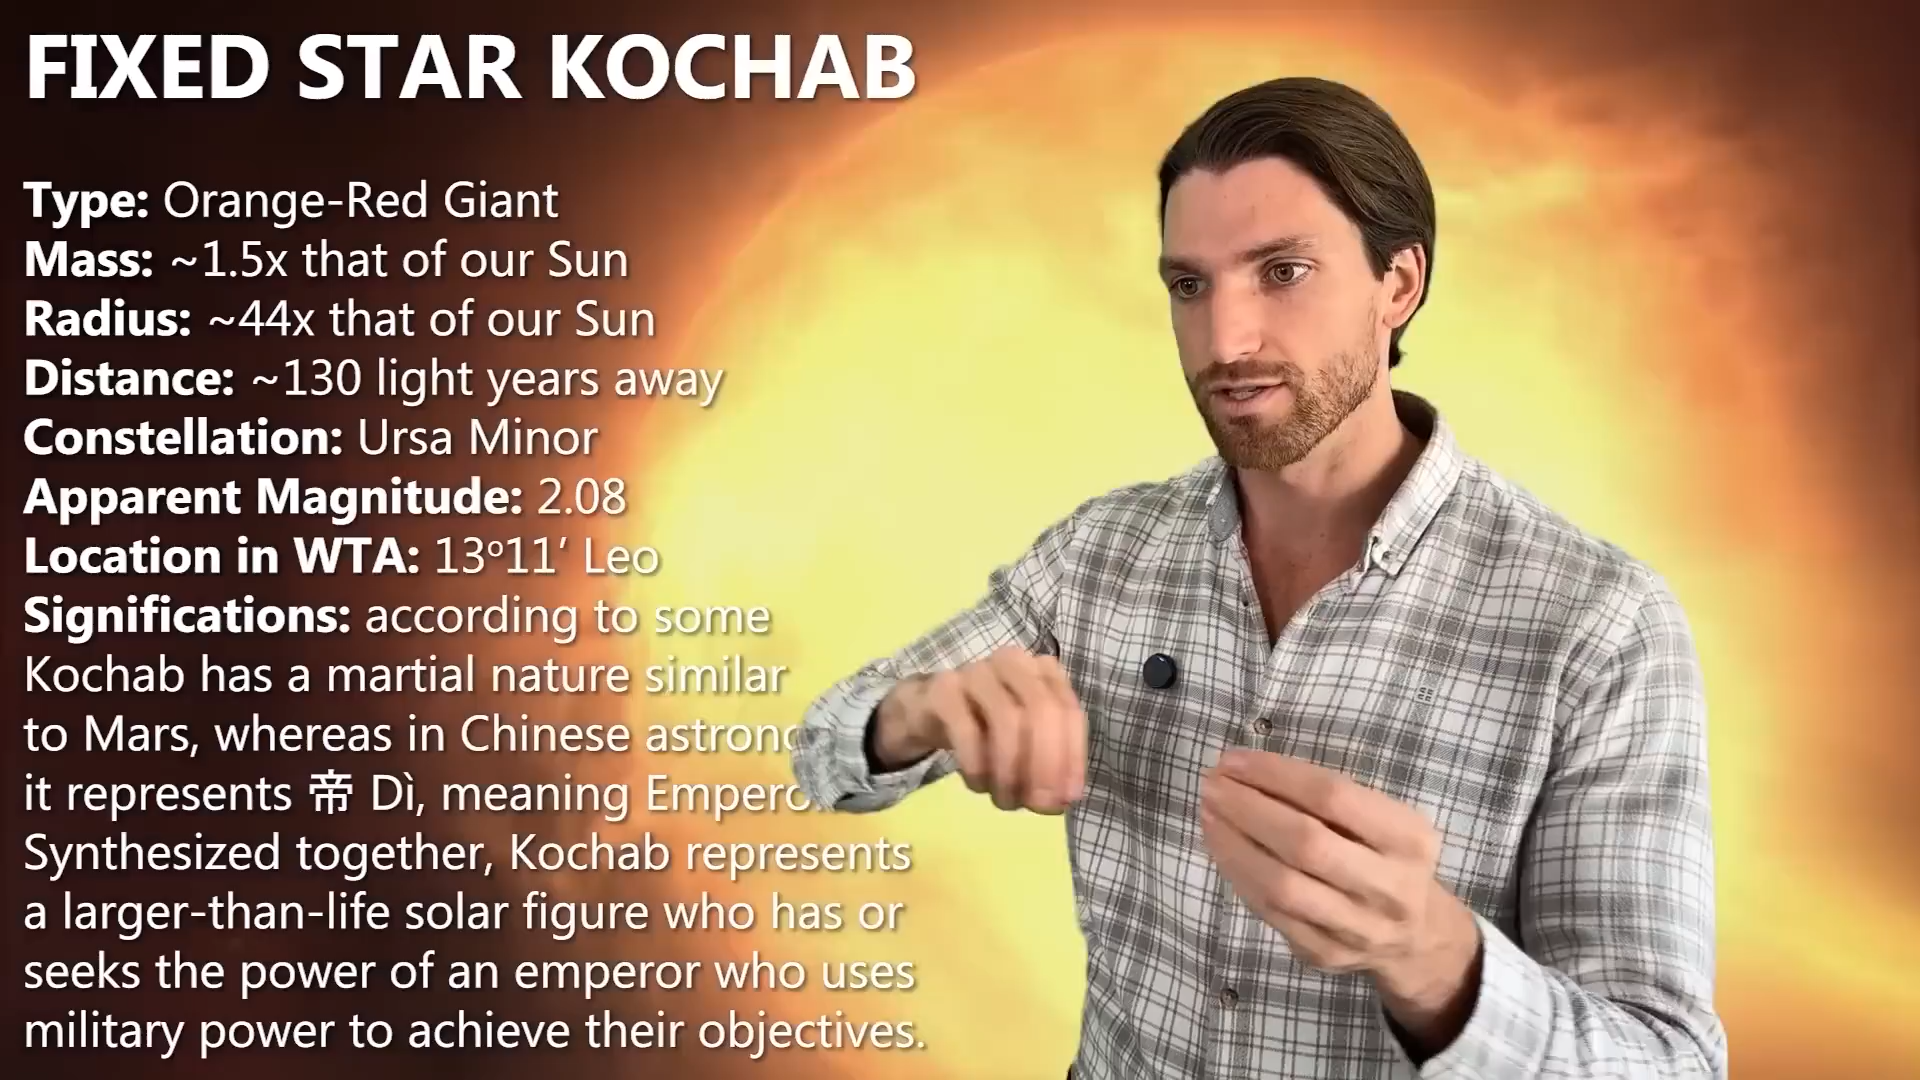 FIXED STAR KOCHAB
Type: Orange-Red Giant
Mass: ~1.5x that of our Sun
Radius: ~44x that of our Sun
Distance: ~130 light years away
Constellation: Ursa Minor
Apparent Magnitude: 2.08
Location in WTA: 13º11′ Leo
Significations: according to some
Kochab has a martial nature similar
to Mars, whereas in Chinese
it represents 帝 Dì, meaning
Synthesized together, Kochab represents
a larger-than-life solar figure who has or
seeks the power of an emperor who uses
military power to achieve their objectives.